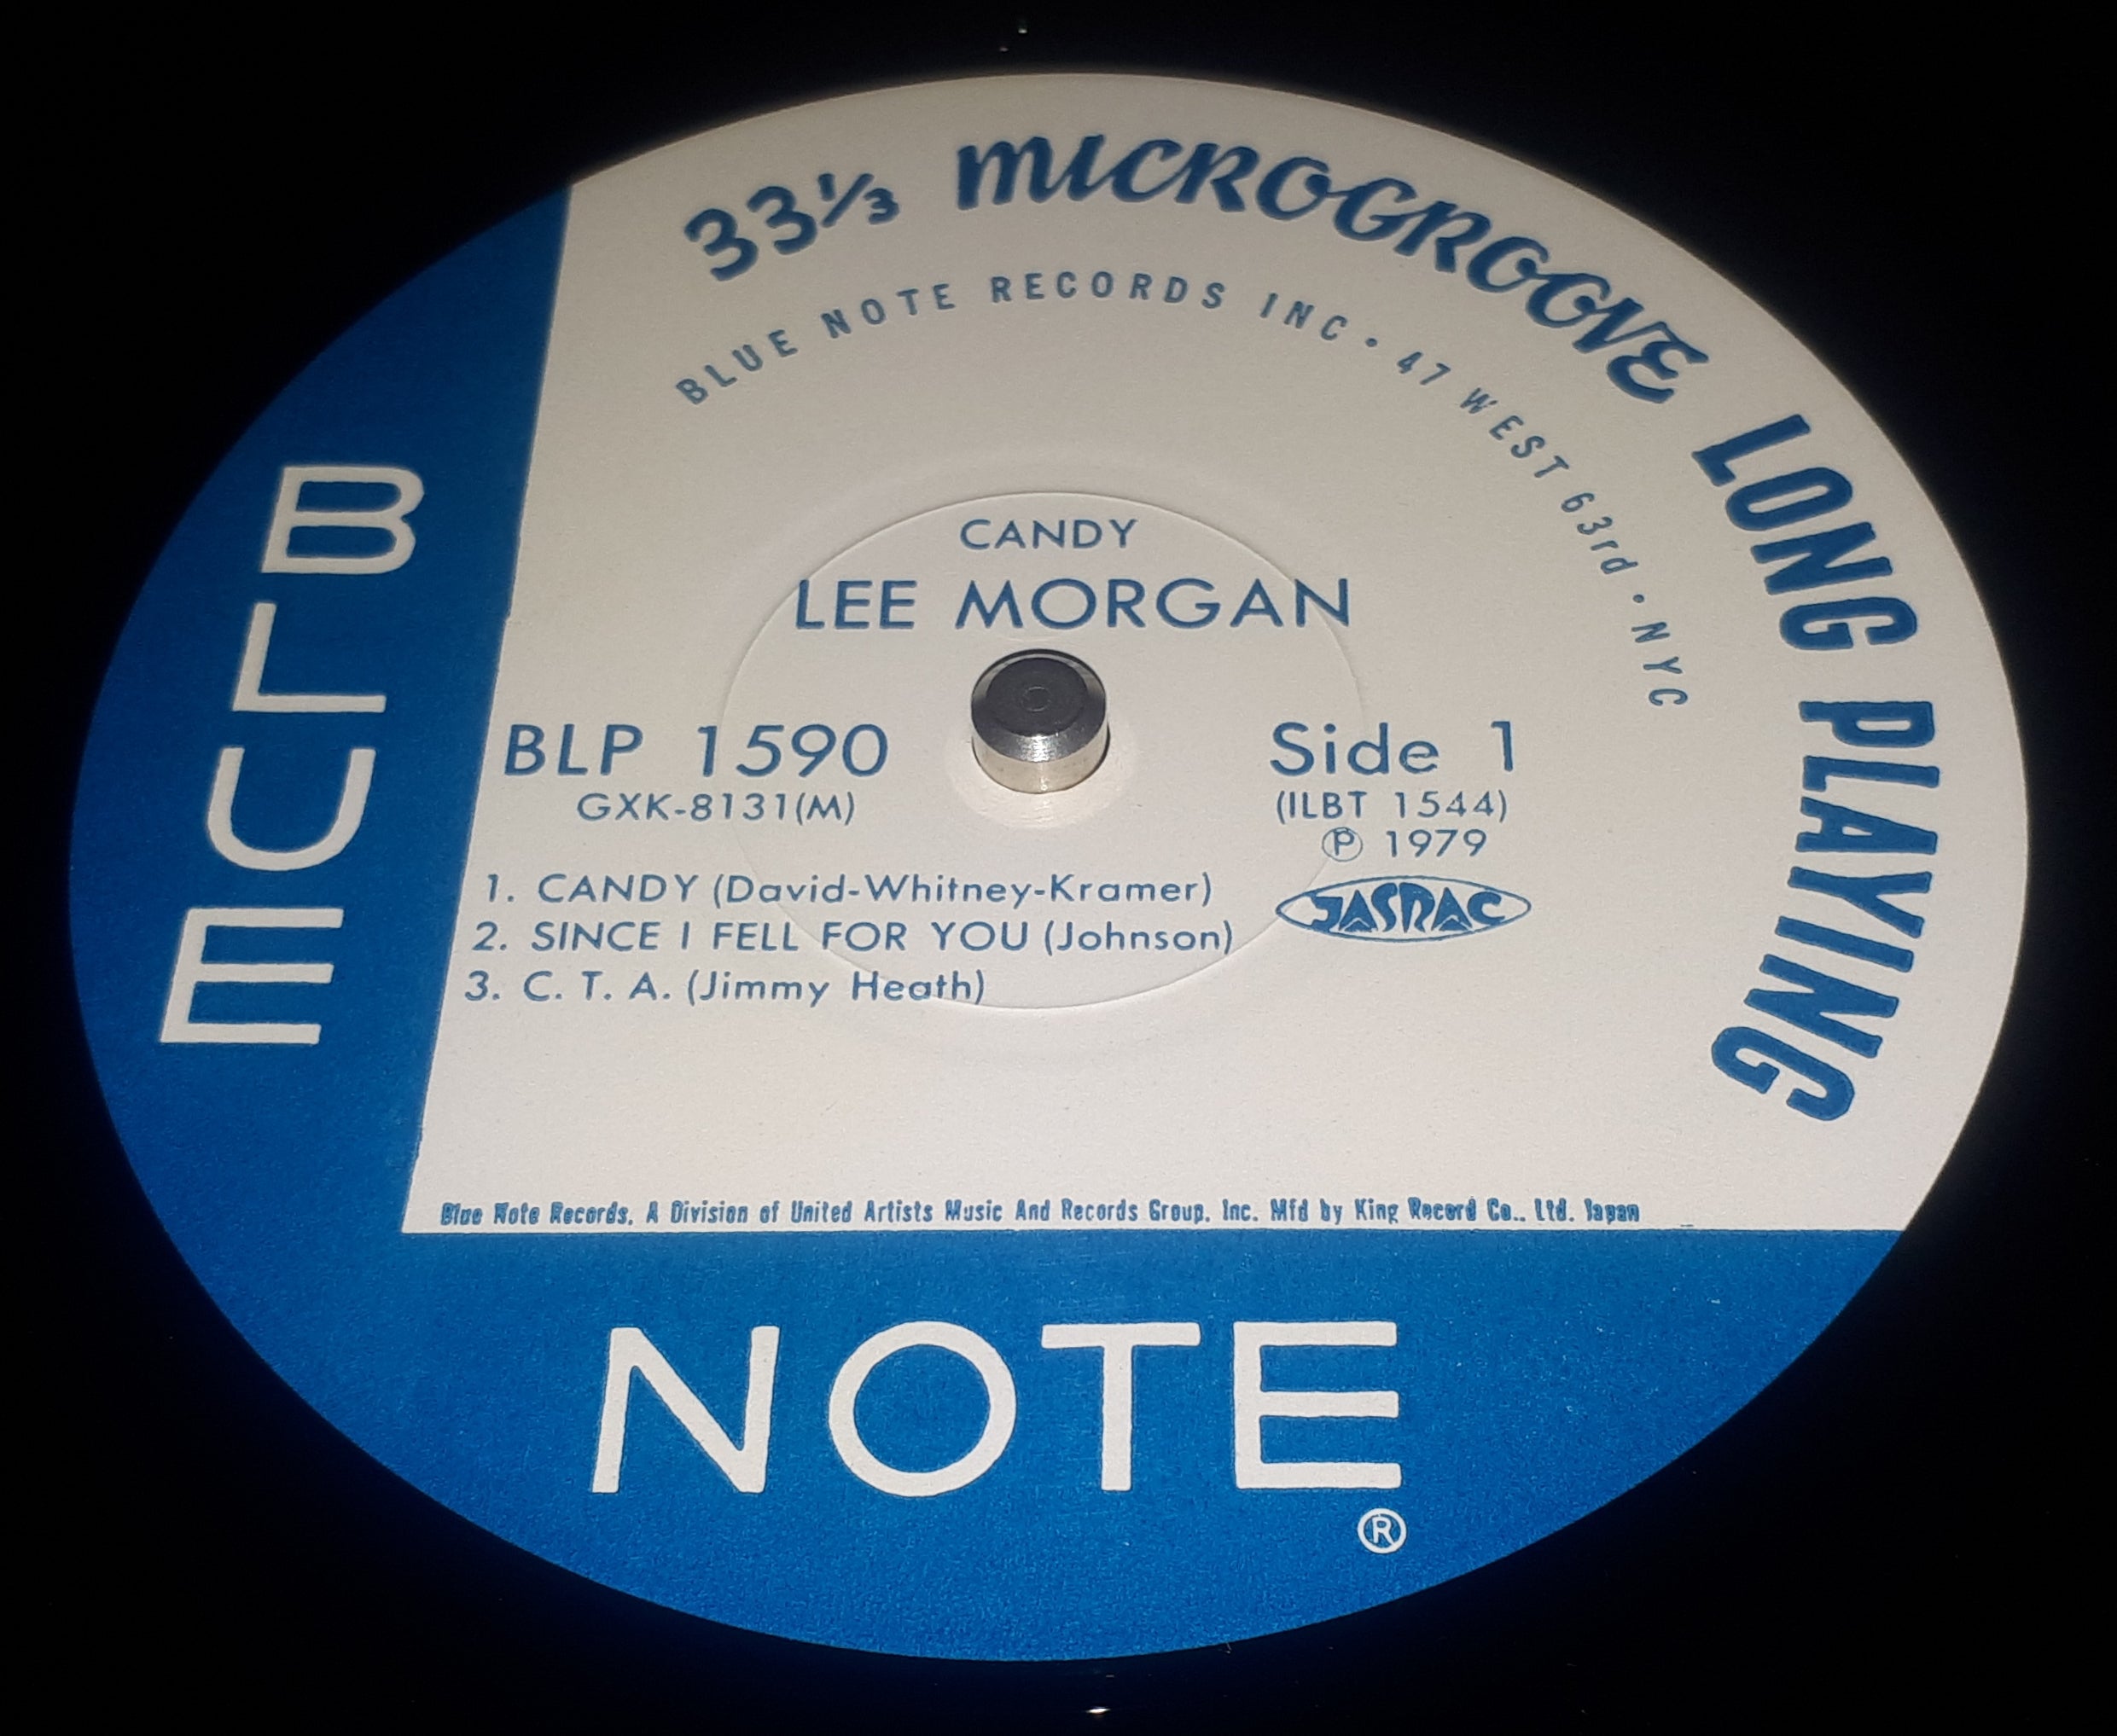 33⅓ MICROGROOVE LONG PLAYING
BLUE NOTE RECORDS INC • 47 WEST 63rd • NYC
CANDY
LEE MORGAN
BLP 1590
GXK-8131(M)
Side 1
(ILBT 1544)
Ⓟ 1979
JASRAC
1. CANDY (David-Whitney-Kramer)
2. SINCE I FELL FOR YOU (Johnson)
3. C. T. A. (Jimmy Heath)
Blue Note Records. A Division of United Artists Music And Records Group. Inc. Mfd by King Record Co.. Ltd. Japan
BLUE
NOTE
®